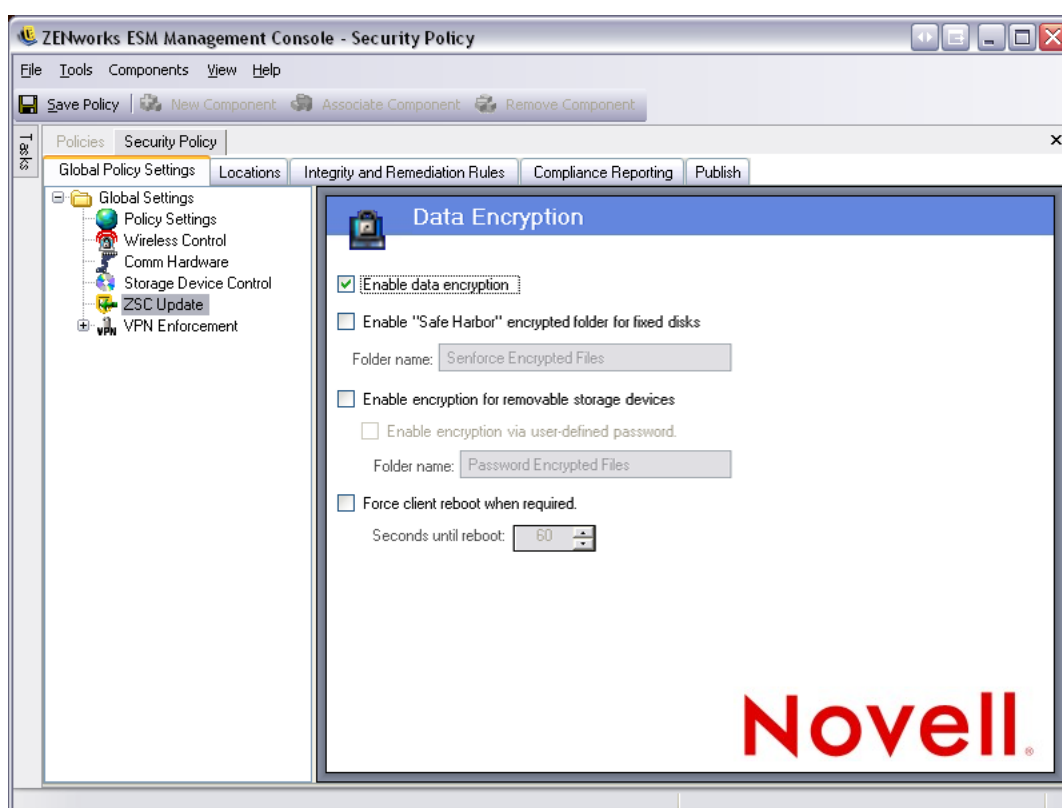 ZENworks ESM Management Console - Security Policy
File Tools Components View Help
Save Policy New Component Associate Component Remove Component
Tasks
Policies Security Policy
Global Policy Settings Locations Integrity and Remediation Rules Compliance Reporting Publish
Global Settings
Policy Settings
Wireless Control
Comm Hardware
Storage Device Control
ZSC Update
VPN VPN Enforcement
Data Encryption
Enable data encryption
Enable "Safe Harbor" encrypted folder for fixed disks
Folder name: Senforce Encrypted Files
Enable encryption for removable storage devices
Enable encryption via user-defined password.
Folder name: Password Encrypted Files
Force client reboot when required.
Seconds until reboot: 60
Novell®